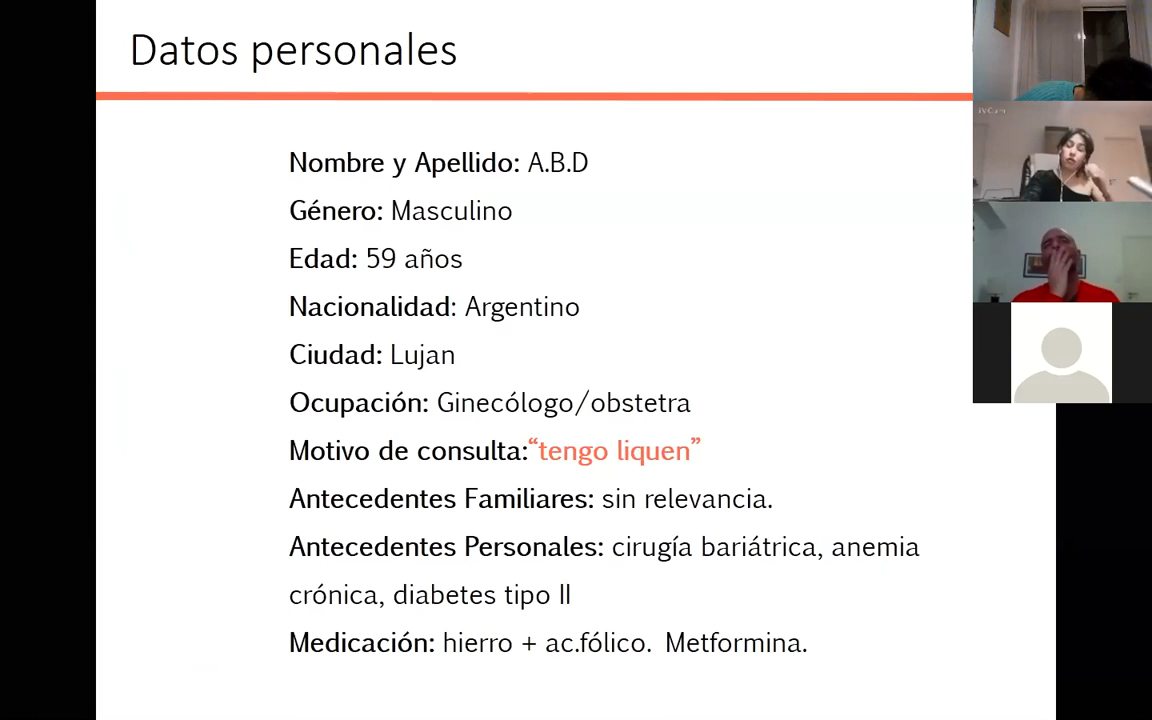 Datos personales
Nombre y Apellido: A.B.D
Género: Masculino
Edad: 59 años
Nacionalidad: Argentino
Ciudad: Lujan
Ocupación: Ginecólogo/obstetra
Motivo de consulta:“tengo liquen”
Antecedentes Familiares: sin relevancia.
Antecedentes Personales: cirugía bariátrica, anemia
crónica, diabetes tipo II
Medicación: hierro + ac.fólico. Metformina.